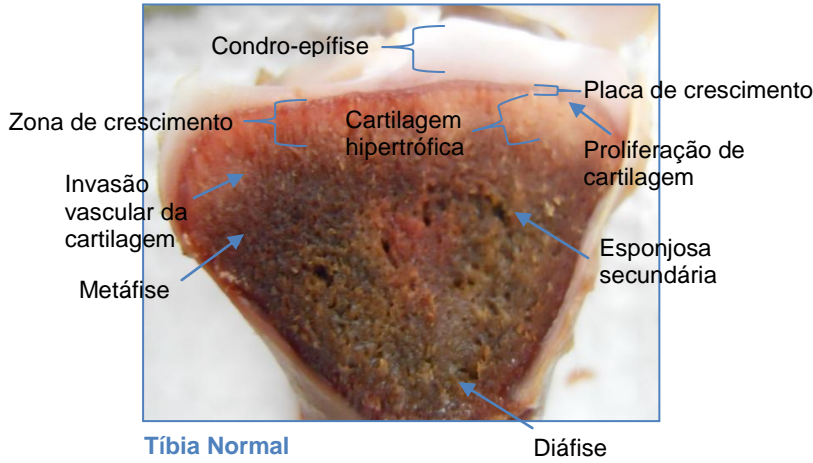 Condro-epífise
Placa de crescimento
Zona de crescimento
Cartilagem
hipertrófica
Proliferação de
cartilagem
Invasão
vascular da
cartilagem
Esponjosa
secundária
Metáfise
Tíbia Normal
Diáfise